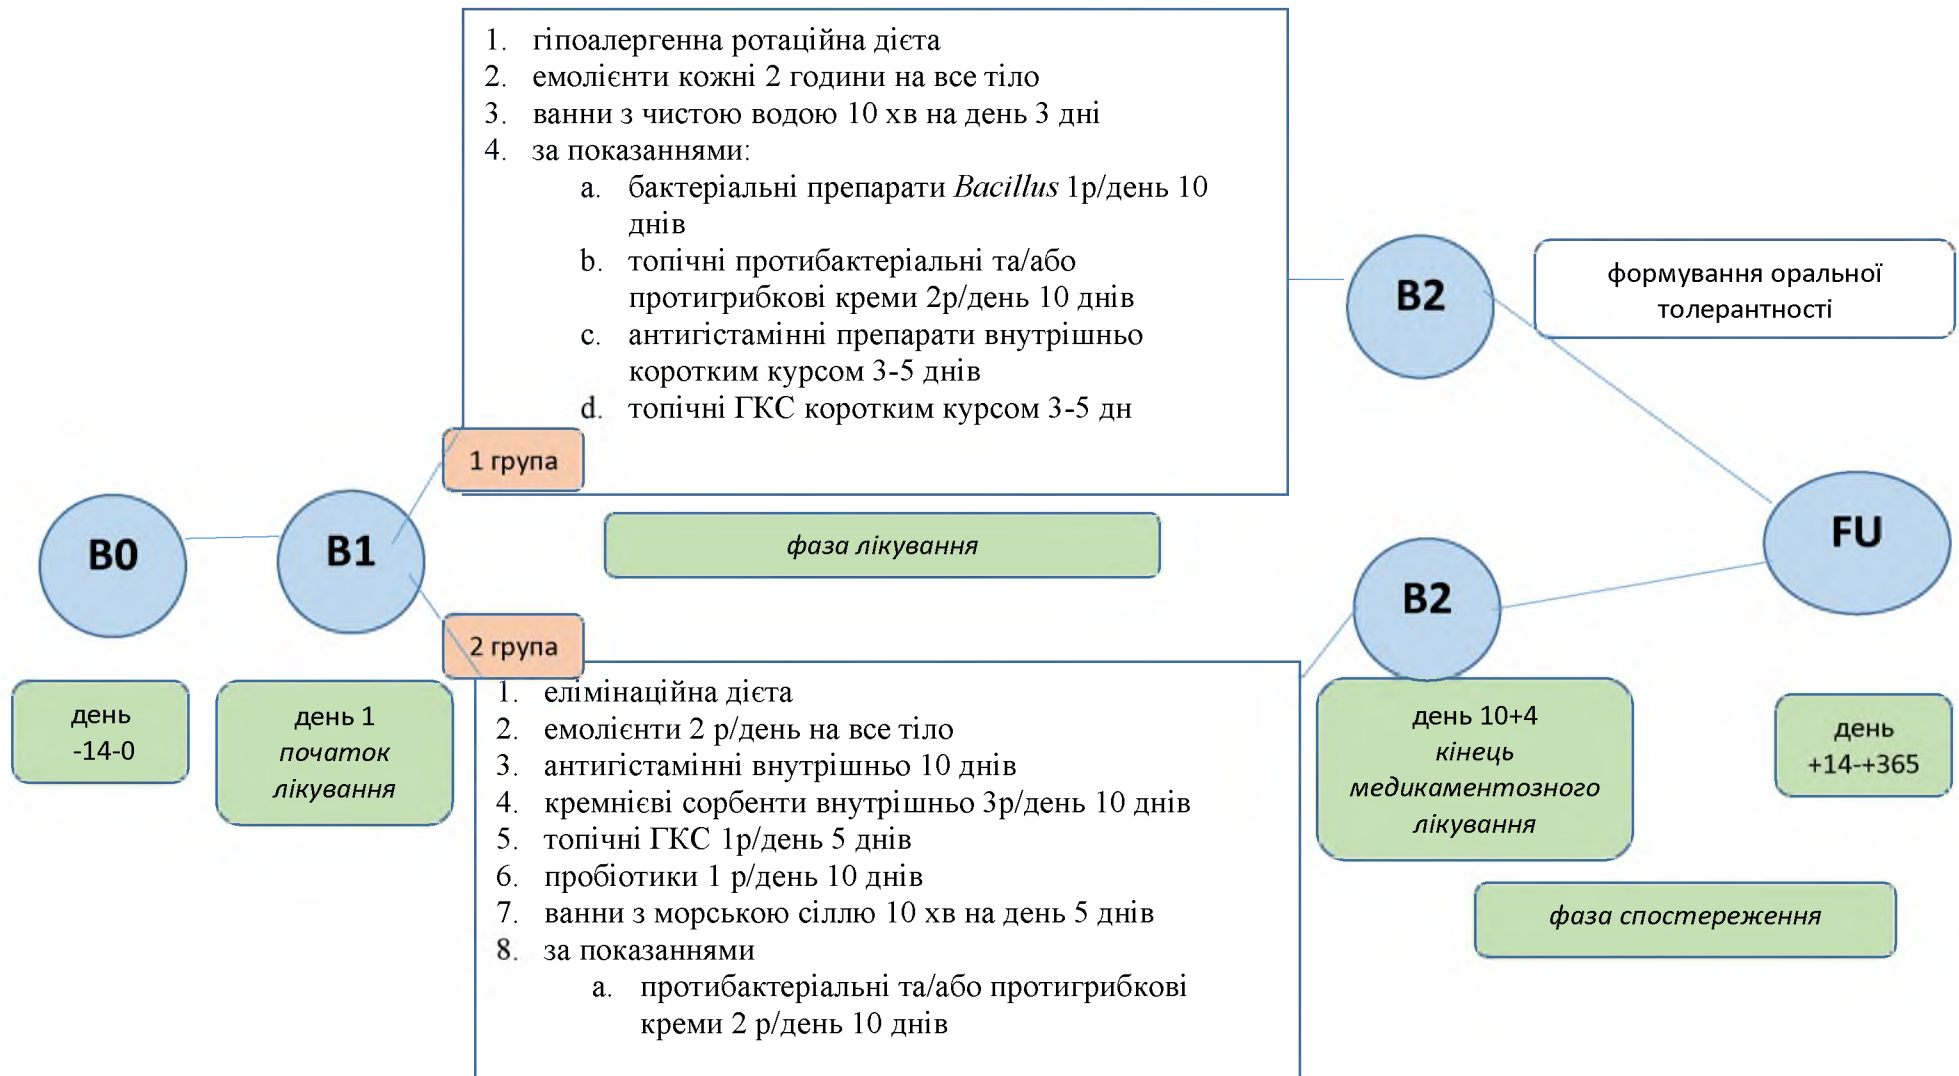 1. гіпоалергенна ротаційна дієта
2. емолієнти кожні 2 години на все тіло
3. ванни з чистою водою 10 хв на день 3 дні
4. за показаннями:
a. бактеріальні препарати Bacillus 1р/день 10
днів
b. топічні протибактеріальні та/або
протигрибкові креми 2р/день 10 днів
c. антигістамінні препарати внутрішньо
коротким курсом 3-5 днів
d. топічні ГКС коротким курсом 3-5 дн
1 група
B2
формування оральної
толерантності
B0
B1
фаза лікування
B2
FU
2 група
1. елімінаційна дієта
2. емолієнти 2 р/день на все тіло
3. антигістамінні внутрішньо 10 днів
4. кремнієві сорбенти внутрішньо 3р/день 10 днів
5. топічні ГКС 1р/день 5 днів
6. пробіотики 1 р/день 10 днів
7. ванни з морською сіллю 10 хв на день 5 днів
8. за показаннями
a. протибактеріальні та/або протигрибкові
креми 2 р/день 10 днів
день
-14-0
день 1
початок
лікування
день 10+4
кінець
медикаментозного
лікування
день
+14-+365
фаза спостереження